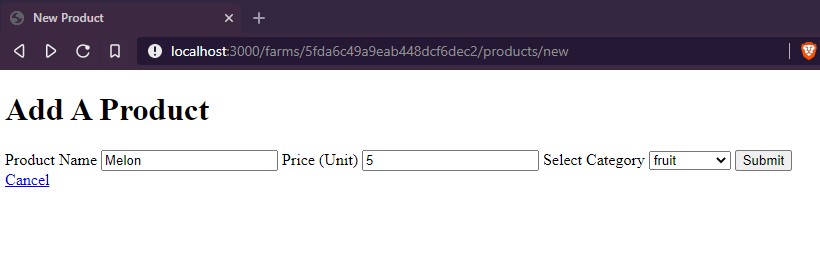 New Product
localhost:3000/farms/5fda6c49a9eab448dcf6dec2/products/new
Add A Product
Product Name Melon Price (Unit) 5 Select Category fruit Submit
Cancel